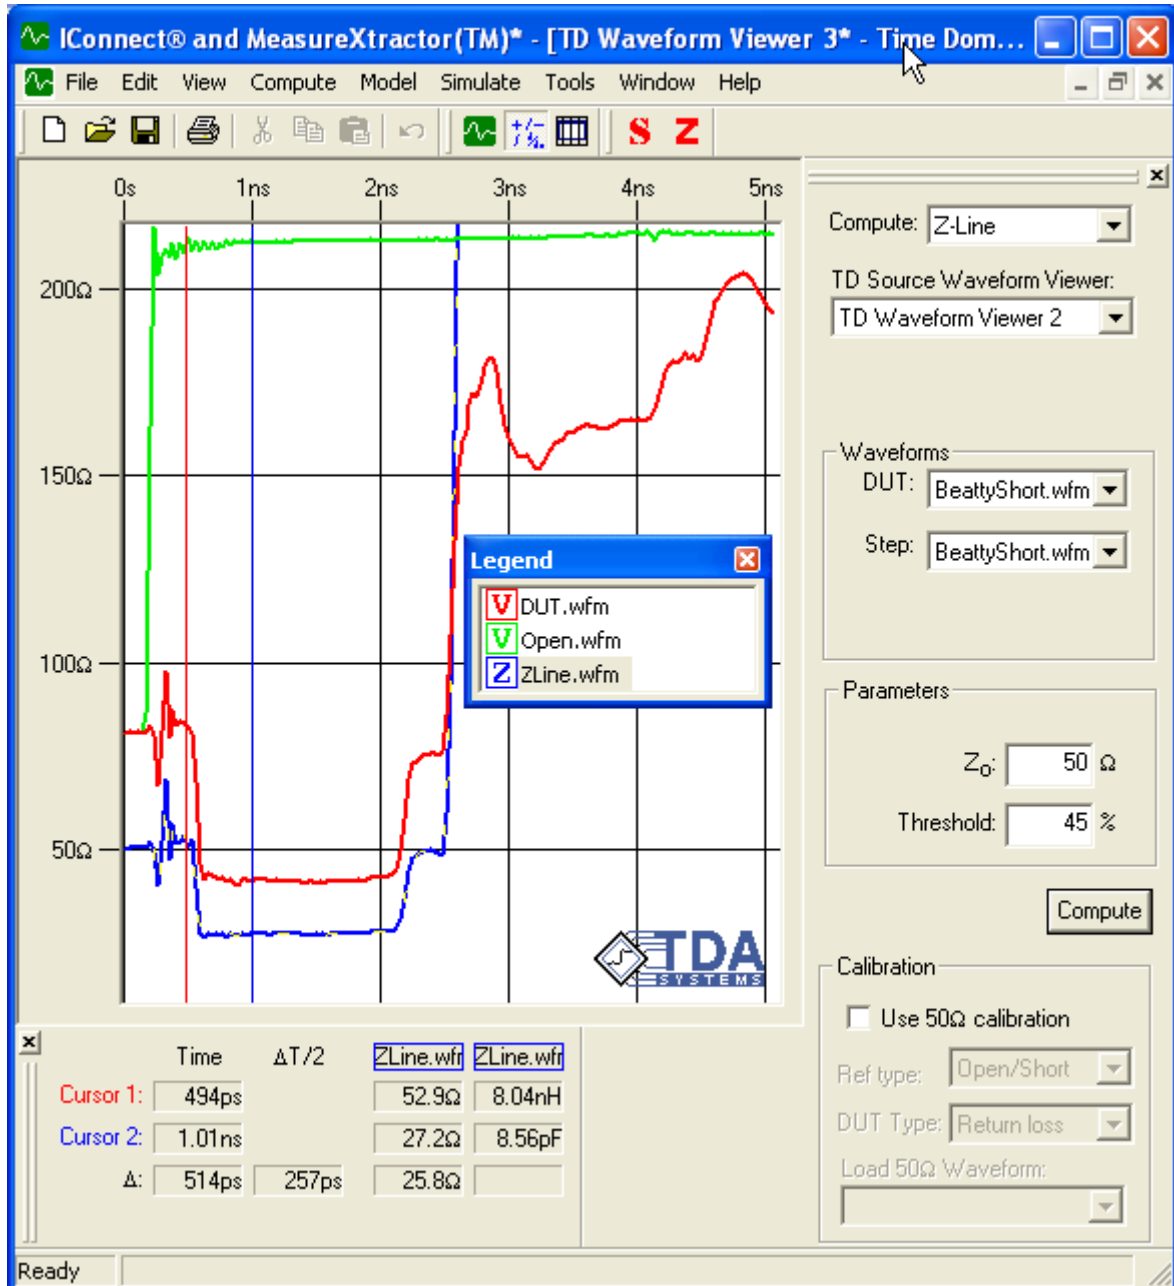 IConnect® and MeasureXtractor(TM)* - [TD Waveform Viewer 3* - Time Dom...
File Edit View Compute Model Simulate Tools Window Help
S Z
0s 1ns 2ns 3ns 4ns 5ns
200Ω
150Ω
100Ω
50Ω
Legend
V DUT.wfm
V Open.wfm
Z ZLine.wfm
TDA
SYSTEMS
Compute: Z-Line
TD Source Waveform Viewer:
TD Waveform Viewer 2
Waveforms
DUT: BeattyShort.wfm
Step: BeattyShort.wfm
Parameters
Z₀: 50 Ω
Threshold: 45 %
Compute
Calibration
Use 50Ω calibration
Ref type: Open/Short
DUT Type: Return loss
Load 50Ω Waveform:
Time ΔT/2 ZLine.wfr ZLine.wfr
Cursor 1: 494ps 52.9Ω 8.04nH
Cursor 2: 1.01ns 27.2Ω 8.56pF
Δ: 514ps 257ps 25.8Ω
Ready